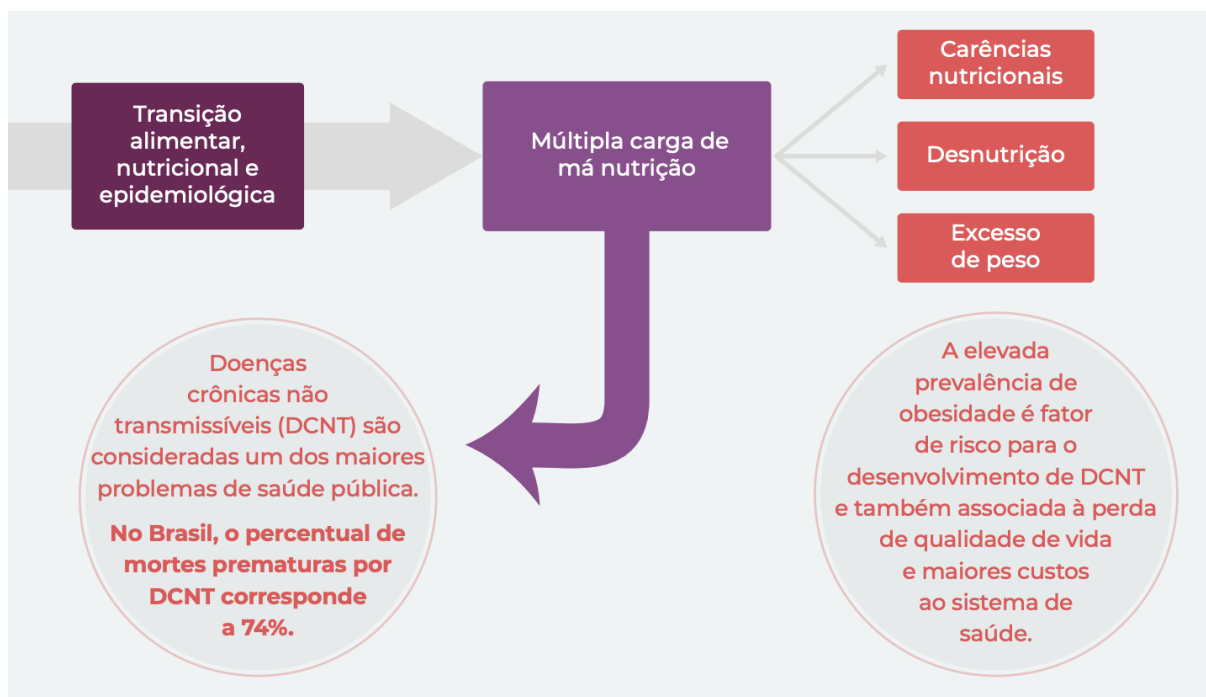 Transição
alimentar,
nutricional e
epidemiológica
Múltipla carga de
má nutrição
Carências
nutricionais
Desnutrição
Excesso
de peso
Doenças
crônicas não
transmissíveis (DCNT) são
consideradas um dos maiores
problemas de saúde pública.
No Brasil, o percentual de
mortes prematuras por
DCNT corresponde
a 74%.
A elevada
prevalência de
obesidade é fator
de risco para o
desenvolvimento de DCNT
e também associada à perda
de qualidade de vida
e maiores custos
ao sistema de
saúde.